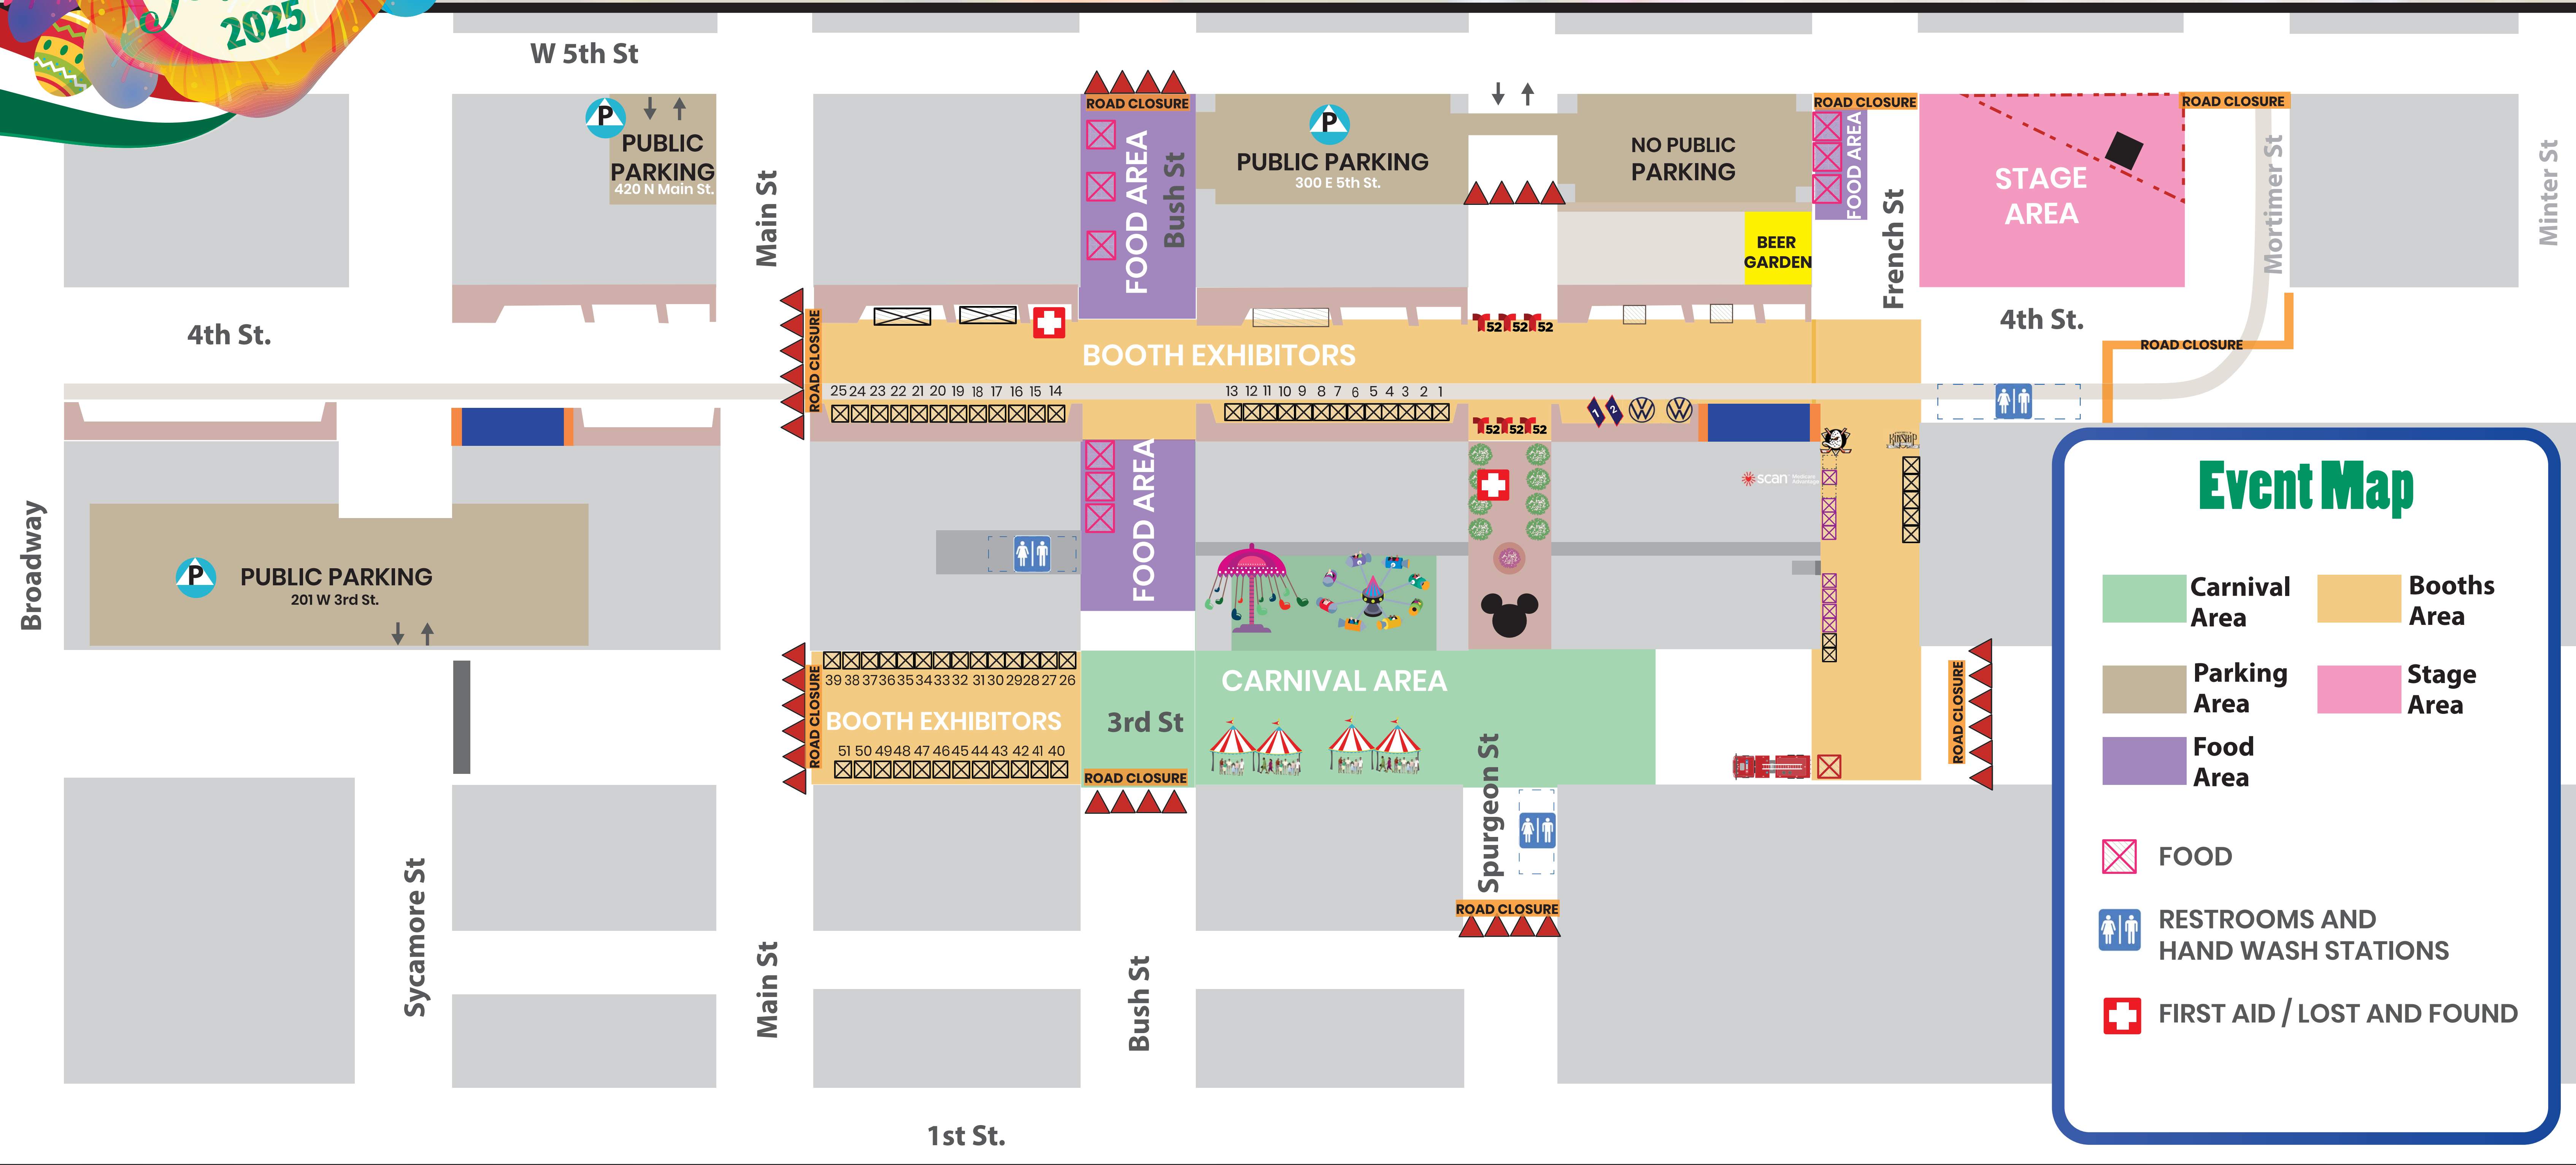 2025
W 5th St
ROAD CLOSURE
ROAD CLOSURE
ROAD CLOSURE
P
PUBLIC
PARKING
420 N Main St.
Main St
FOOD AREA
Bush St
P
PUBLIC PARKING
300 E 5th St.
NO PUBLIC
PARKING
FOOD AREA
French St
STAGE
AREA
Mortimer St
Minter St
BEER
GARDEN
4th St.
ROAD CLOSURE
BOOTH EXHIBITORS
52 52 52
4th St.
ROAD CLOSURE
25 24 23 22 21 20 19 18 17 16 15 14
13 12 11 10 9 8 7 6 5 4 3 2 1
1 2
52 52 52
scan
Broadway
P
PUBLIC PARKING
201 W 3rd St.
FOOD AREA
ROAD CLOSURE
39 38 37 36 35 34 33 32 31 30 29 28 27 26
BOOTH EXHIBITORS
51 50 49 48 47 46 45 44 43 42 41 40
3rd St
ROAD CLOSURE
CARNIVAL AREA
Spurgeon St
ROAD CLOSURE
ROAD CLOSURE
Sycamore St
Main St
Bush St
1st St.
Event Map
Carnival
Area
Booths
Area
Parking
Area
Stage
Area
Food
Area
FOOD
RESTROOMS AND
HAND WASH STATIONS
FIRST AID / LOST AND FOUND